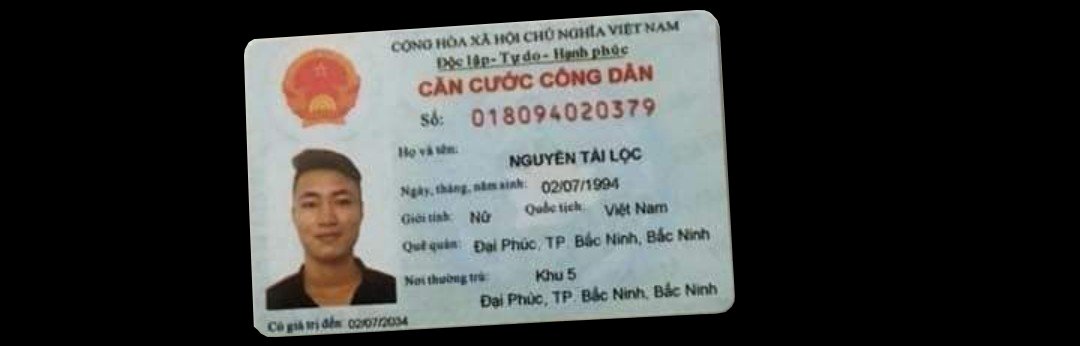 CỘNG HÒA XÃ HỘI CHỦ NGHĨA VIỆT NAM
Độc lập - Tự do - Hạnh phúc
CĂN CƯỚC CÔNG DÂN
Số: 018094020379
Họ và tên: NGUYỄN TÀI LỘC
Ngày, tháng, năm sinh: 02/07/1994
Giới tính: Nữ Quốc tịch: Việt Nam
Quê quán: Đại Phúc, TP. Bắc Ninh, Bắc Ninh
Nơi thường trú: Khu 5
Đại Phúc, TP. Bắc Ninh, Bắc Ninh
Có giá trị đến: 02/07/2034